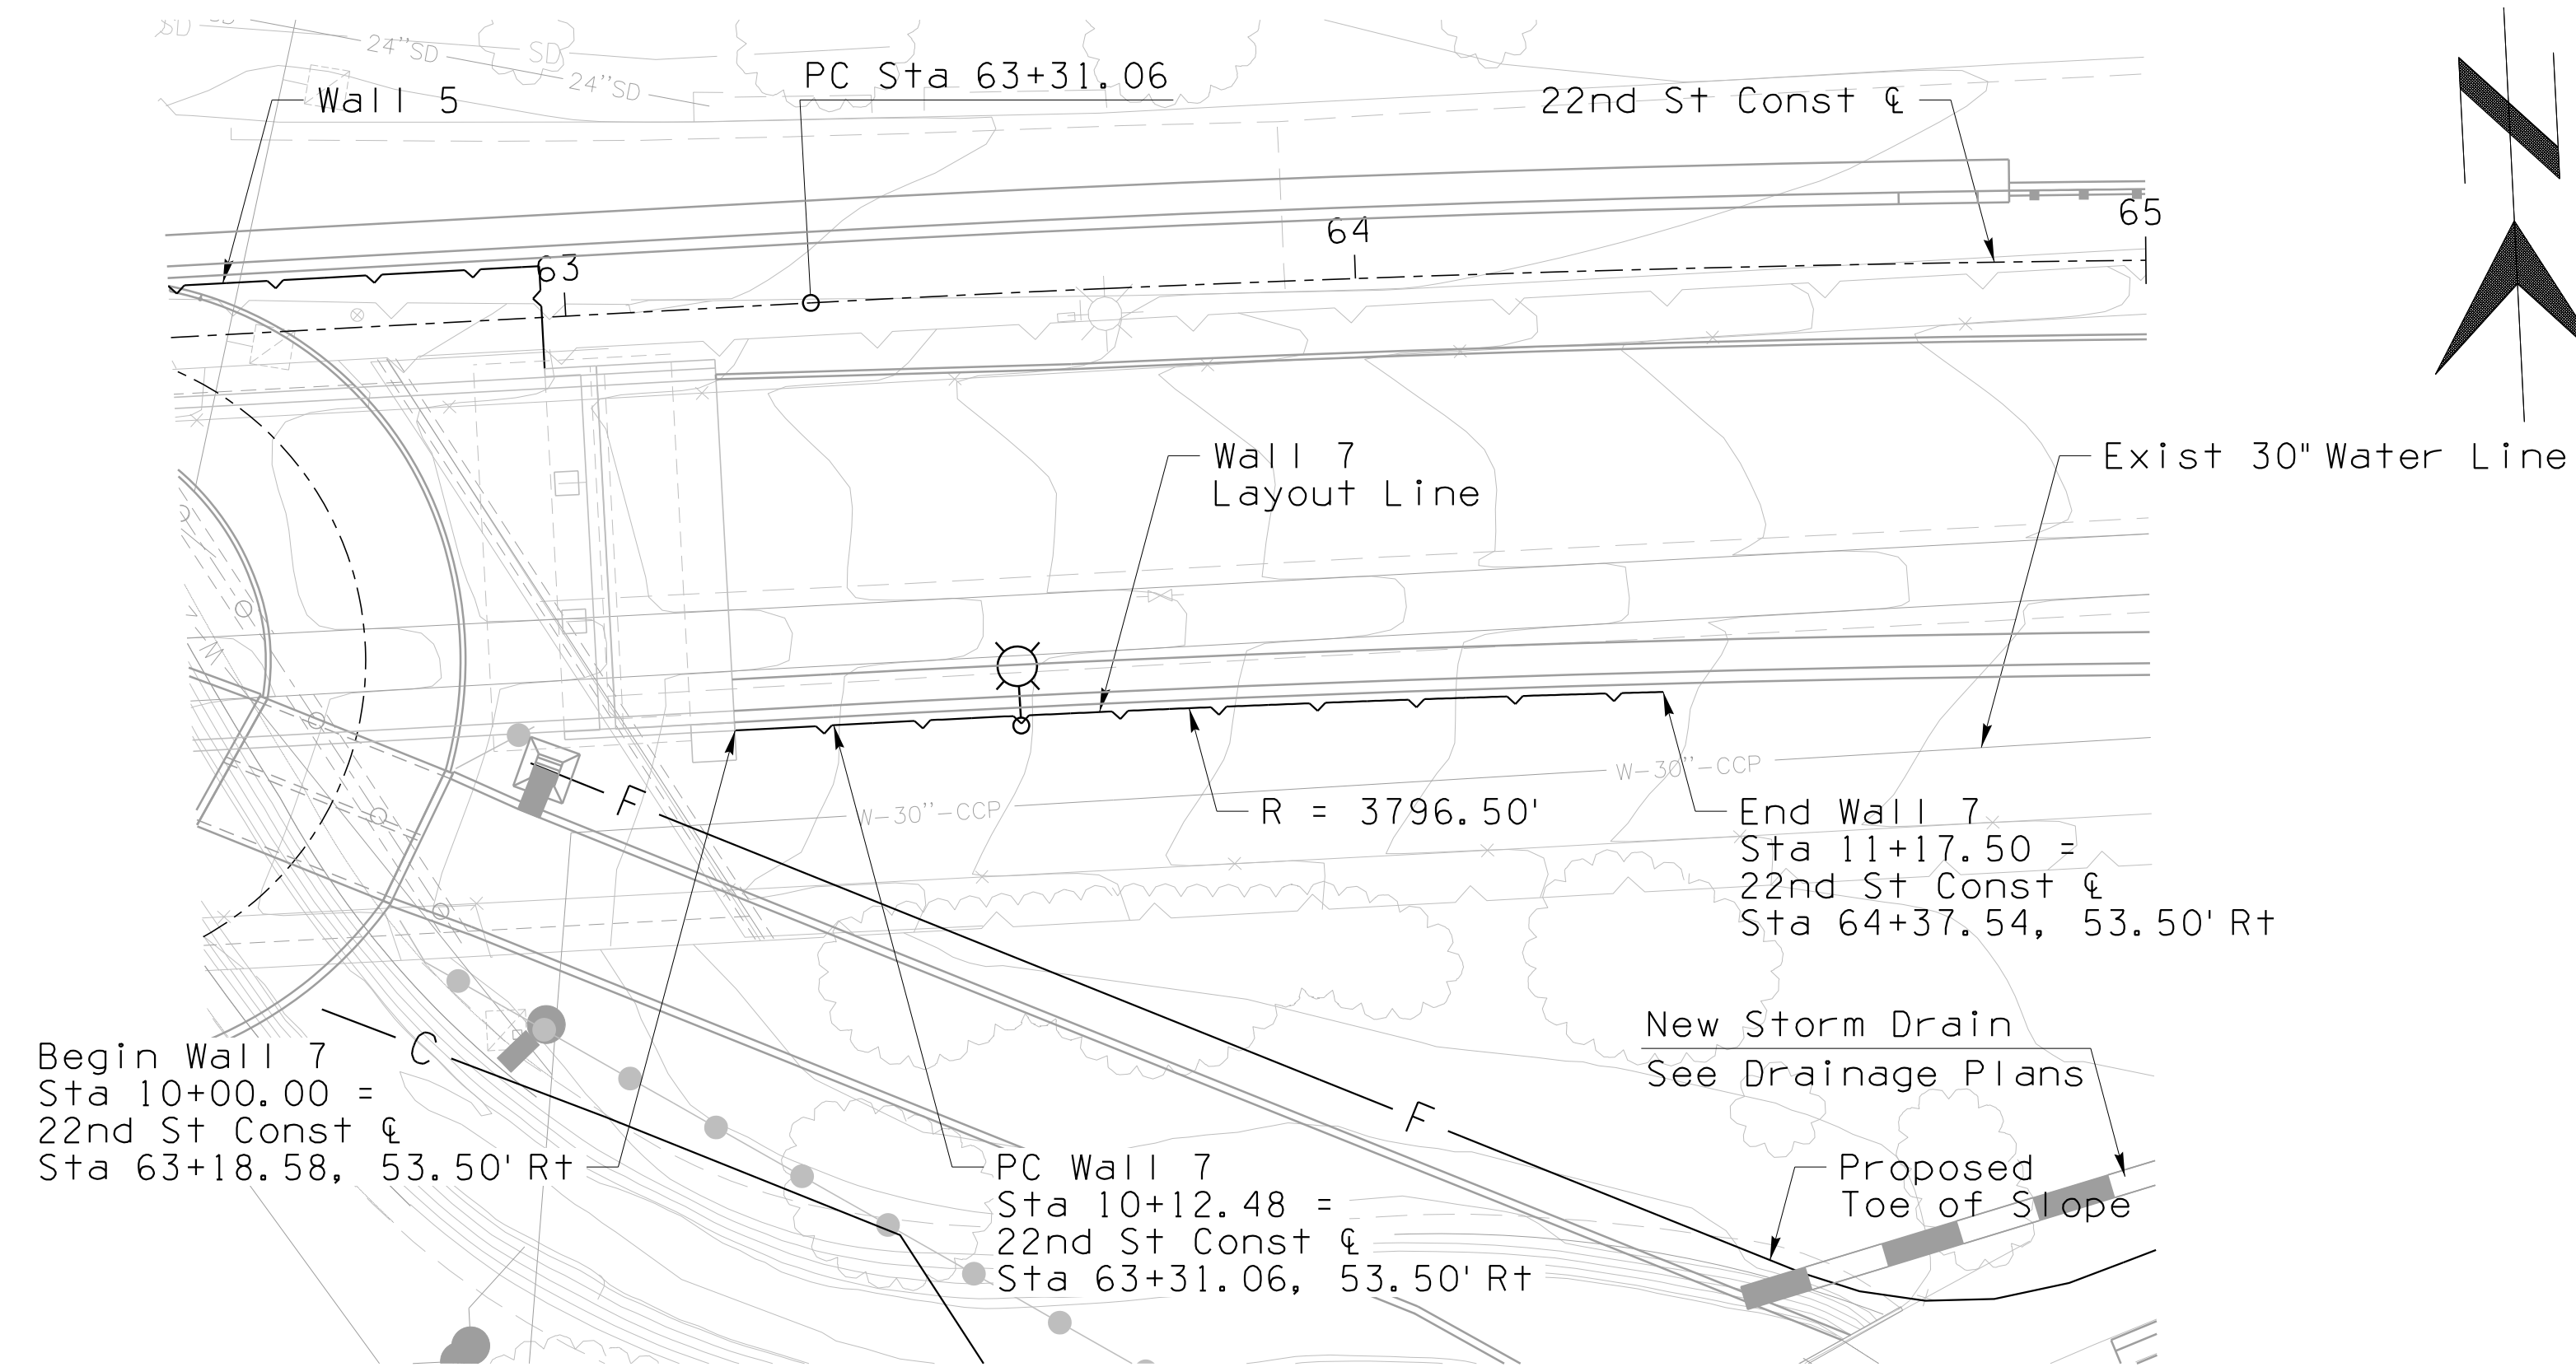 SD
SD
24"SD
SD
24"SD
PC Sta 63+31.06
Wall 5
22nd St Const ℄
N
63
64
65
Wall 7
Layout Line
Exist 30" Water Line
W
W-30"-CCP
W-30"-CCP
F
R = 3796.50'
End Wall 7
Sta 11+17.50 =
22nd St Const ℄
Sta 64+37.54, 53.50' Rt
New Storm Drain
See Drainage Plans
C
Begin Wall 7
Sta 10+00.00 =
22nd St Const ℄
Sta 63+18.58, 53.50' Rt
F
PC Wall 7
Sta 10+12.48 =
22nd St Const ℄
Sta 63+31.06, 53.50' Rt
Proposed
Toe of Slope